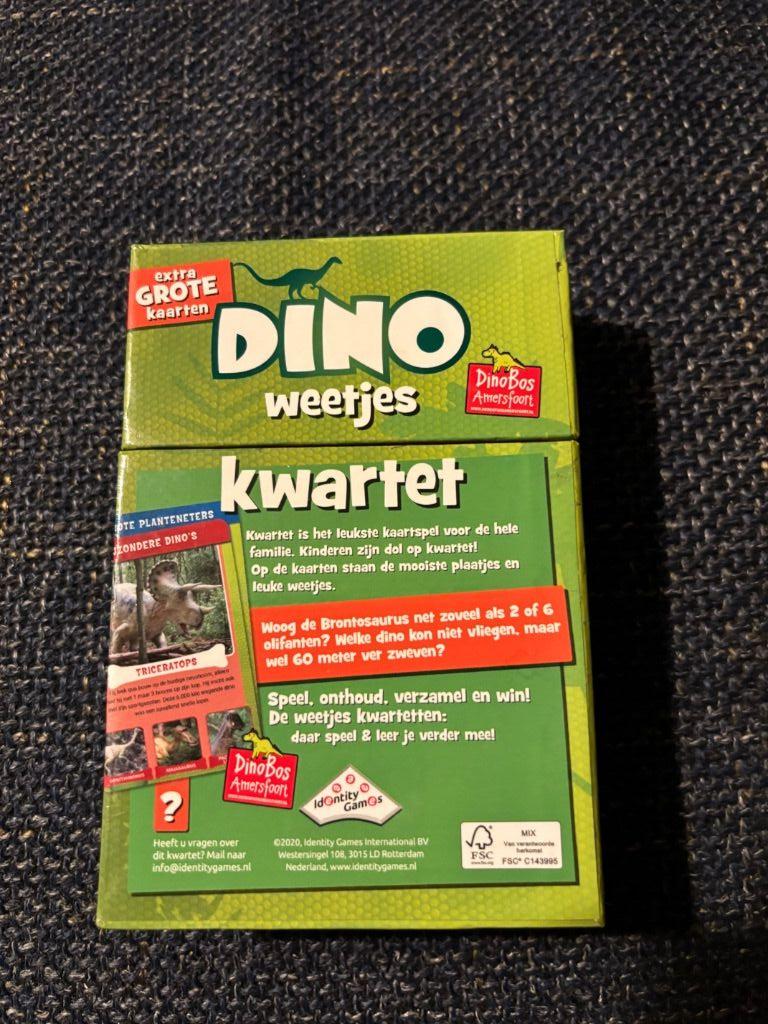 extra
GROTE
kaarten
DINO
weetjes
DinoBos
Amersfoort
kwartet
OTE PLANTENETERS
ZONDERE DINO'S
TRICERATOPS
Kwartet is het leukste kaartspel voor de hele
familie. Kinderen zijn dol op kwartet!
Op de kaarten staan de mooiste plaatjes en
leuke weetjes.
Woog de Brontosaurus net zoveel als 2 of 6
olifanten? Welke dino kon niet vliegen, maar
wel 60 meter ver zweven?
Speel, onthoud, verzamel en win!
De weetjes kwartetten:
daar speel & leer je verder mee!
DinoBos
Amersfoort
Identity
Games
?
Heeft u vragen over
dit kwartet? Mail naar
info@identitygames.nl
©2020, Identity Games International BV
Westersingel 108, 3015 LD Rotterdam
Nederland, www.identitygames.nl
FSC
www.fsc.org
MIX
Van verantwoorde
herkomst
FSC® C143995